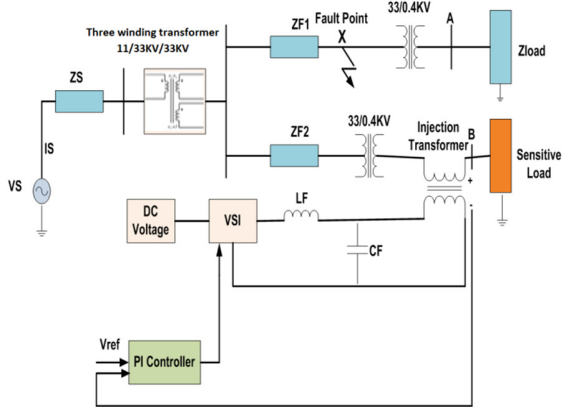 33/0.4KV
ZF1
Fault Point
X
A
Zload
Three winding transformer
11/33KV/33KV
ZS
IS
VS
ZF2
33/0.4KV
Injection
Transformer
B
+
-
Sensitive
Load
DC
Voltage
VSI
LF
CF
Vref
PI Controller